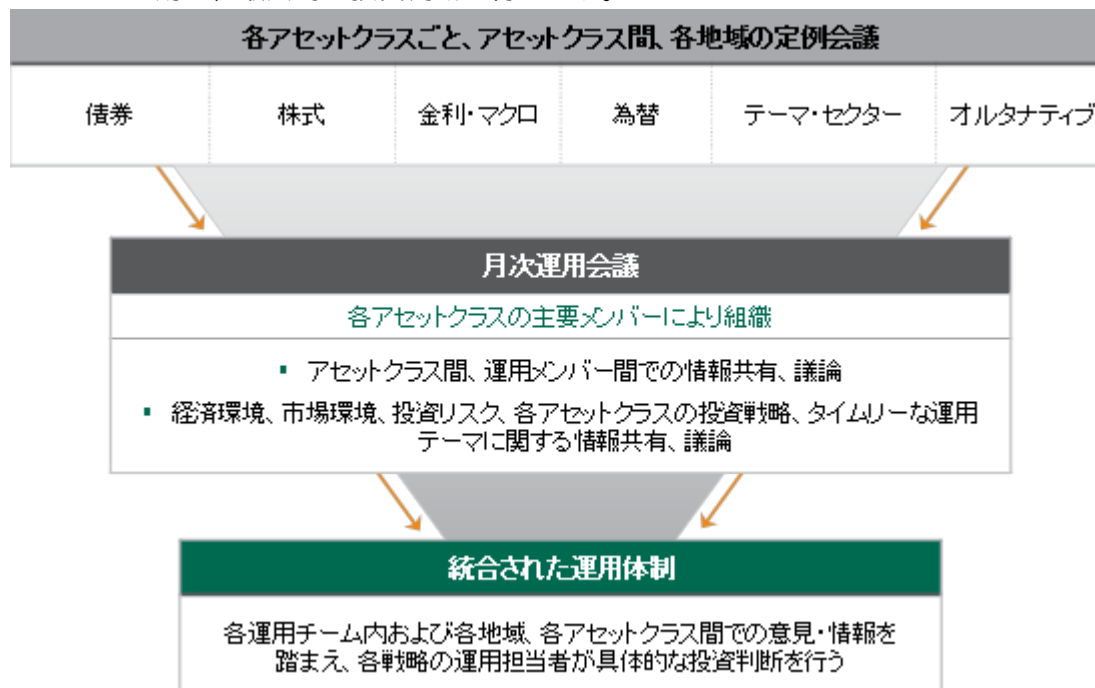 各アセットクラスごと、アセットクラス間、各地域の定例会議
債券 株式 金利・マクロ 為替 テーマ・セクター オルタナティブ
月次運用会議
各アセットクラスの主要メンバーにより組織
▪ アセットクラス間、運用メンバー間での情報共有、議論
▪ 経済環境、市場環境、投資リスク、各アセットクラスの投資戦略、タイムリーな運用
テーマに関する情報共有、議論
統合された運用体制
各運用チーム内および各地域、各アセットクラス間での意見・情報を
踏まえ、各戦略の運用担当者が具体的な投資判断を行う